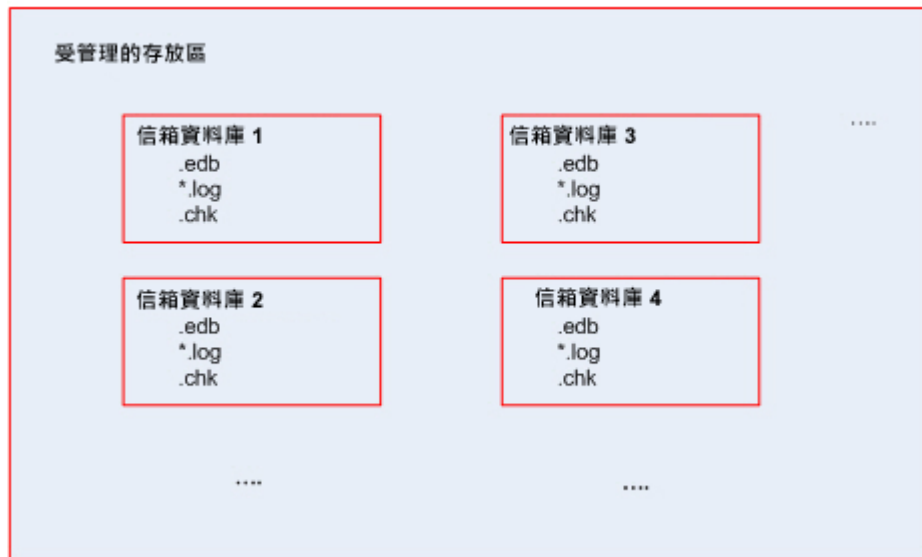 受管理的存放區
信箱資料庫 1
.edb
*.log
.chk
信箱資料庫 3
.edb
*.log
.chk
....
信箱資料庫 2
.edb
*.log
.chk
信箱資料庫 4
.edb
*.log
.chk
....
....